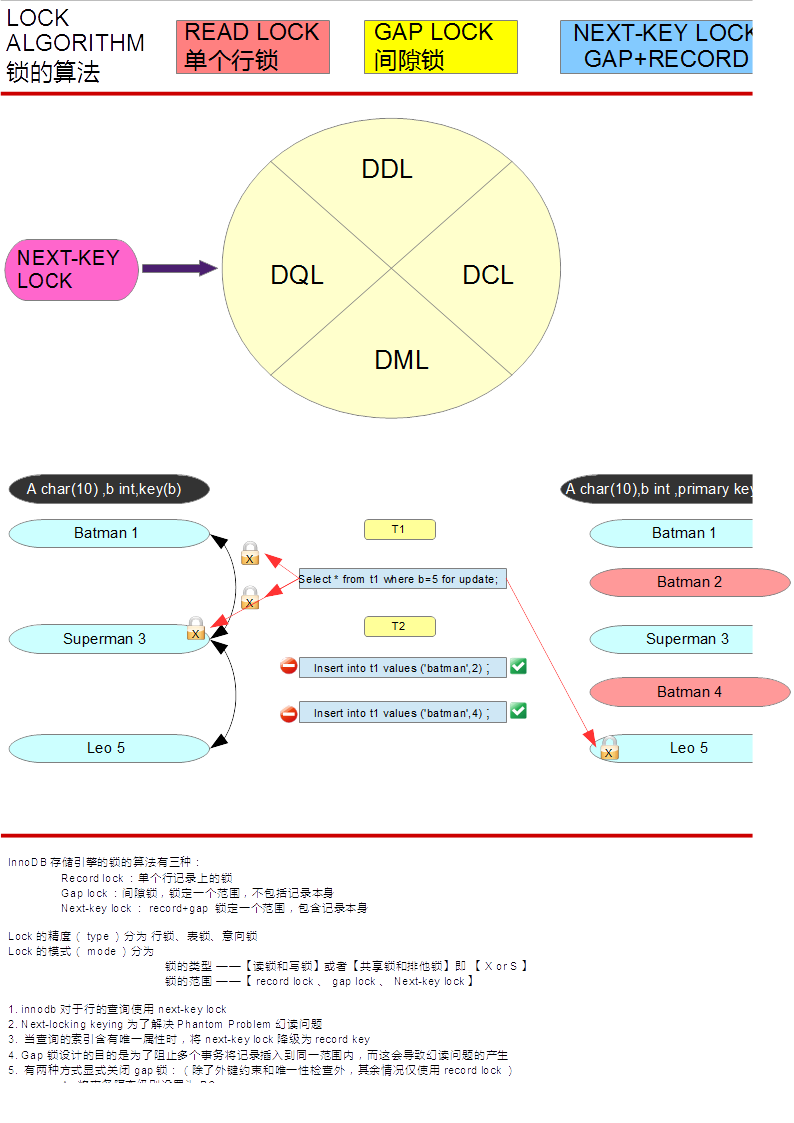 LOCK
ALGORITHM
锁的算法
READ LOCK
单个行锁
GAP LOCK
间隙锁
NEXT-KEY LOCK
GAP+RECORD
DDL
NEXT-KEY
LOCK
DQL
DCL
DML
A char(10) ,b int,key(b)
A char(10),b int ,primary key
Batman 1
T1
Batman 1
X
Select * from t1 where b=5 for update;
Batman 2
X
X
T2
Superman 3
Superman 3
Insert into t1 values ('batman',2) ;
Batman 4
Insert into t1 values ('batman',4) ;
Leo 5
X
Leo 5
InnoDB 存储引擎的锁的算法有三种：
Record lock ：单个行记录上的锁
Gap lock ：间隙锁，锁定一个范围，不包括记录本身
Next-key lock ： record+gap 锁定一个范围，包含记录本身
Lock 的精度（ type ）分为 行锁、表锁、意向锁
Lock 的模式（ mode ）分为
锁的类型 ——【读锁和写锁】或者【共享锁和排他锁】即 【 X or S 】
锁的范围 ——【 record lock 、 gap lock 、 Next-key lock 】
1. innodb 对于行的查询使用 next-key lock
2. Next-locking keying 为了解决 Phantom Problem 幻读问题
3. 当查询的索引含有唯一属性时，将 next-key lock 降级为 record key
4. Gap 锁设计的目的是为了阻止多个事务将记录插入到同一范围内，而这会导致幻读问题的产生
5. 有两种方式显式关闭 gap 锁：（除了外键约束和唯一性检查外，其余情况仅使用 record lock ）